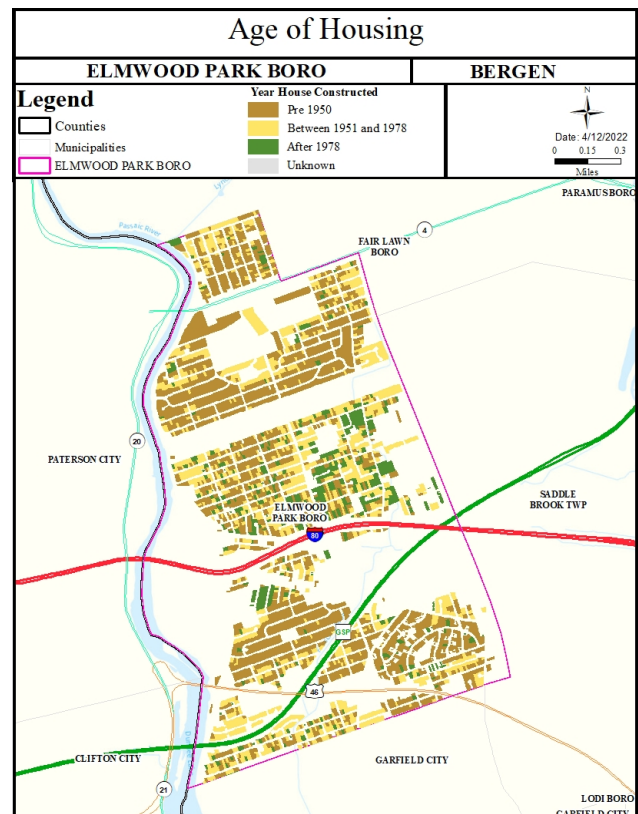 Age of Housing
ELMWOOD PARK BORO
BERGEN
Legend
Counties
Municipalities
ELMWOOD PARK BORO
Year House Constructed
Pre 1950
Between 1951 and 1978
After 1978
Unknown
N
Date: 4/12/2022
0 0.15 0.3
Miles
PARAMUS BORO
Passaic River
4
FAIR LAWN
BORO
20
PATERSON CITY
SADDLE
BROOK TWP
ELMWOOD
PARK BORO
80
GSP
46
CLIFTON CITY
GARFIELD CITY
21
LODI BORO
GARFIELD CITY